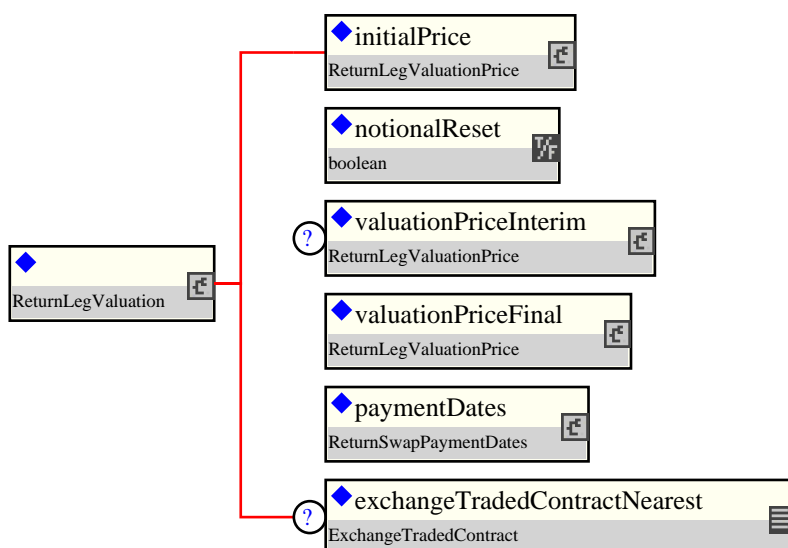 initialPrice
ReturnLegValuationPrice
notionalReset
T/F
boolean
?
valuationPriceInterim
ReturnLegValuationPrice
ReturnLegValuation
valuationPriceFinal
ReturnLegValuationPrice
paymentDates
ReturnSwapPaymentDates
?
exchangeTradedContractNearest
ExchangeTradedContract